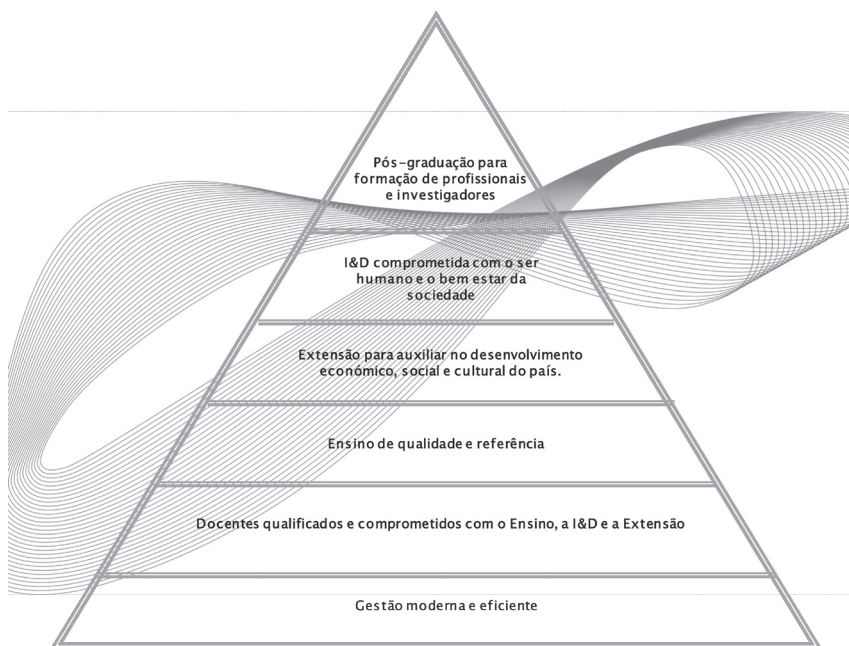 Pós-graduação para
formação de profissionais
e investigadores
I&D comprometida com o ser
humano e o bem estar da
sociedade
Extensão para auxiliar no desenvolvimento
económico, social e cultural do país.
Ensino de qualidade e referência
Docentes qualificados e comprometidos com o Ensino, a I&D e a Extensão
Gestão moderna e eficiente